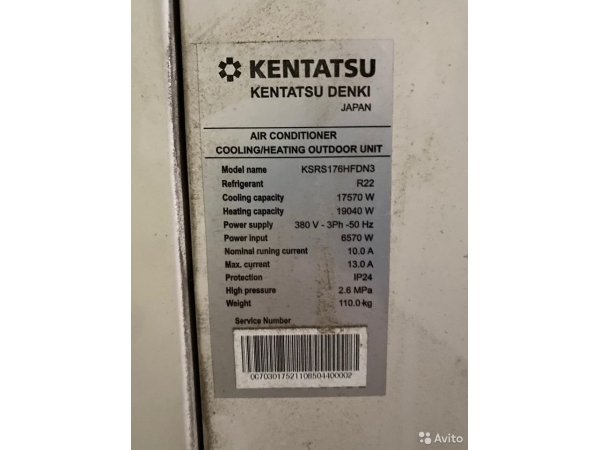 KENTATSU
KENTATSU DENKI
JAPAN
AIR CONDITIONER
COOLING/HEATING OUTDOOR UNIT
Model name KSRS176HFDN3
Refrigerant R22
Cooling capacity 17570 W
Heating capacity 19040 W
Power supply 380 V - 3Ph -50 Hz
Power input 6570 W
Nominal runing current 10.0 A
Max. current 13.0 A
Protection IP24
High pressure 2.6 MPa
Weight 110.0 kg
Service Number
0G70301752110850440 0002
Avito